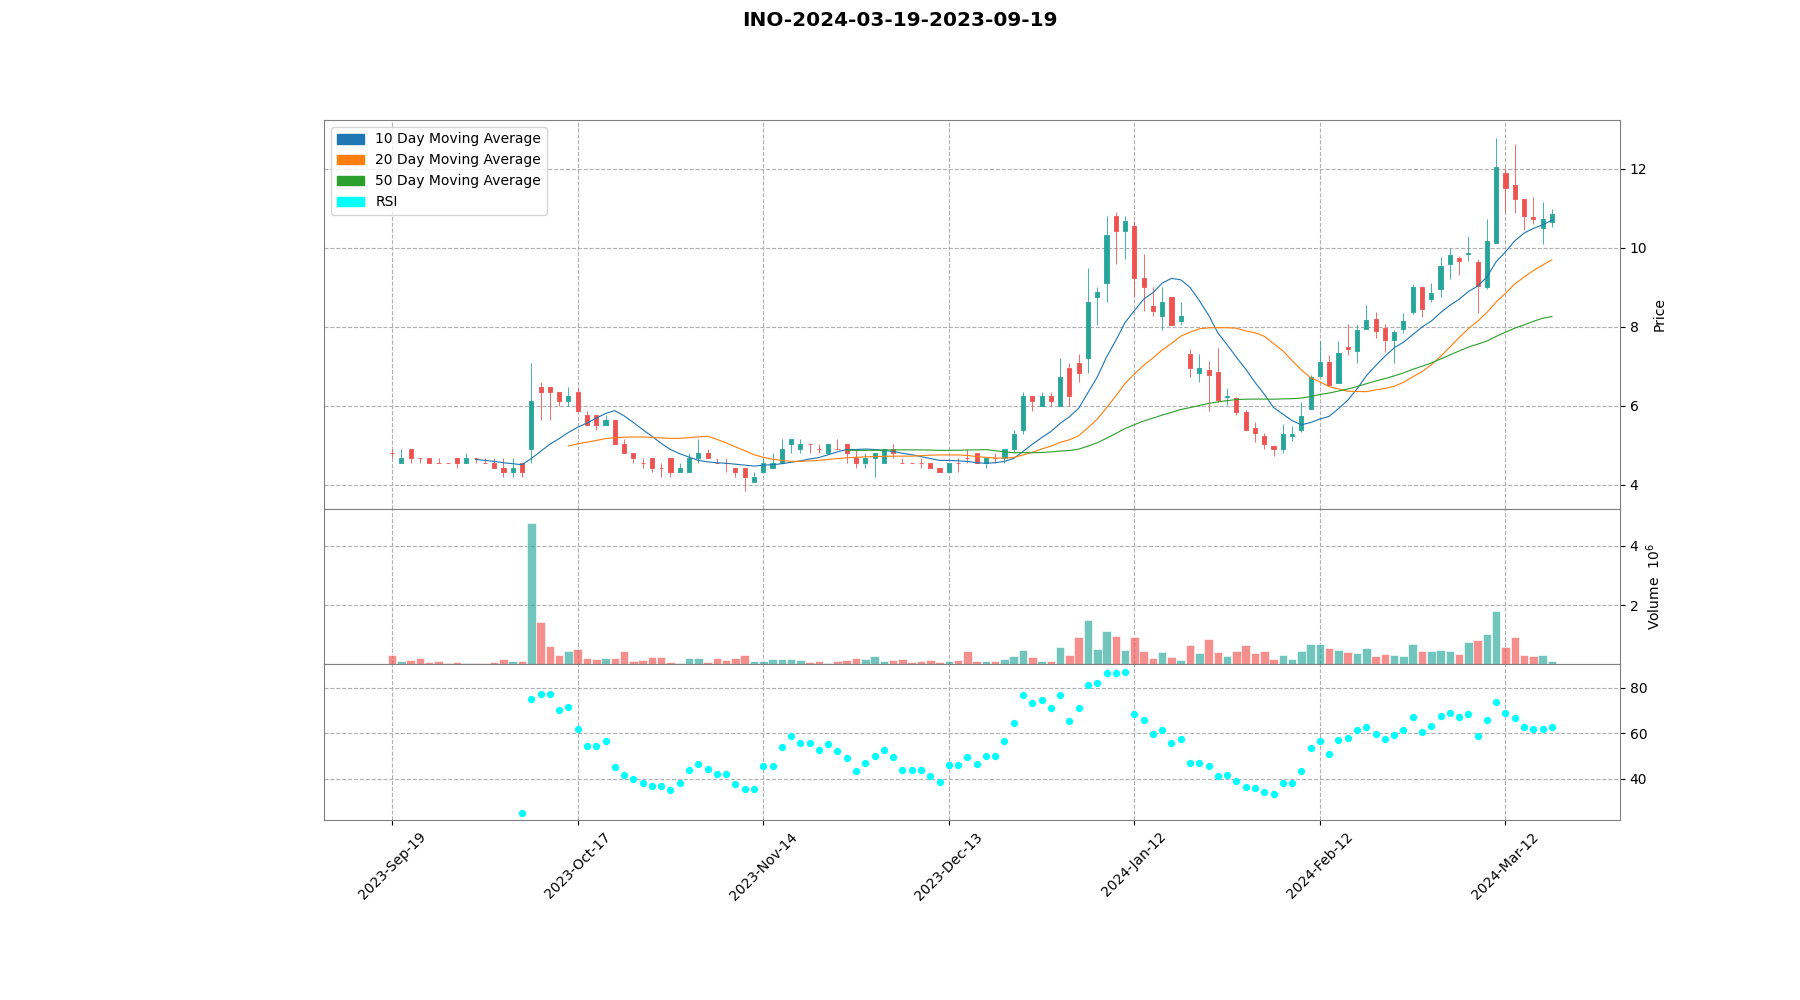 INO-2024-03-19-2023-09-19
10 Day Moving Average
20 Day Moving Average
50 Day Moving Average
RSI
12
10
8
6
4
Price
4
2
Volume 10⁶
80
60
40
2023-Sep-19
2023-Oct-17
2023-Nov-14
2023-Dec-13
2024-Jan-12
2024-Feb-12
2024-Mar-12